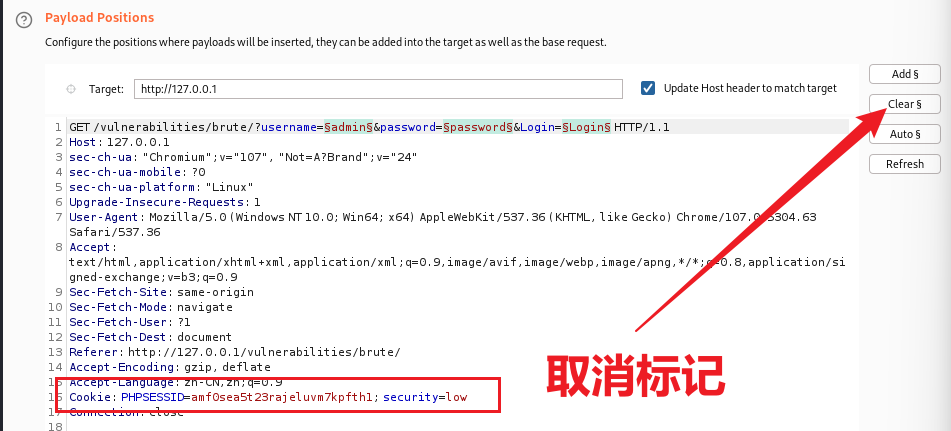 Payload Positions
Configure the positions where payloads will be inserted, they can be added into the target as well as the base request.
Target: http://127.0.0.1 Update Host header to match target
Add §
Clear §
Auto §
Refresh
1 GET /vulnerabilities/brute/?username=§admin§&password=§password§&Login=§Login§ HTTP/1.1
2 Host: 127.0.0.1
3 sec-ch-ua: "Chromium";v="107", "Not=A?Brand";v="24"
4 sec-ch-ua-mobile: ?0
5 sec-ch-ua-platform: "Linux"
6 Upgrade-Insecure-Requests: 1
7 User-Agent: Mozilla/5.0 (Windows NT 10.0; Win64; x64) AppleWebKit/537.36 (KHTML, like Gecko) Chrome/107.0.5304.63
Safari/537.36
8 Accept:
text/html,application/xhtml+xml,application/xml;q=0.9,image/avif,image/webp,image/apng,*/*;q=0.8,application/si
gned-exchange;v=b3;q=0.9
9 Sec-Fetch-Site: same-origin
10 Sec-Fetch-Mode: navigate
11 Sec-Fetch-User: ?1
12 Sec-Fetch-Dest: document
13 Referer: http://127.0.0.1/vulnerabilities/brute/
14 Accept-Encoding: gzip, deflate
15 Accept-Language: zh-CN,zh;q=0.9
16 Cookie: PHPSESSID=amf0sea5t23rajeluvm7kpfth1; security=low
17 Connection: close
18
取消标记